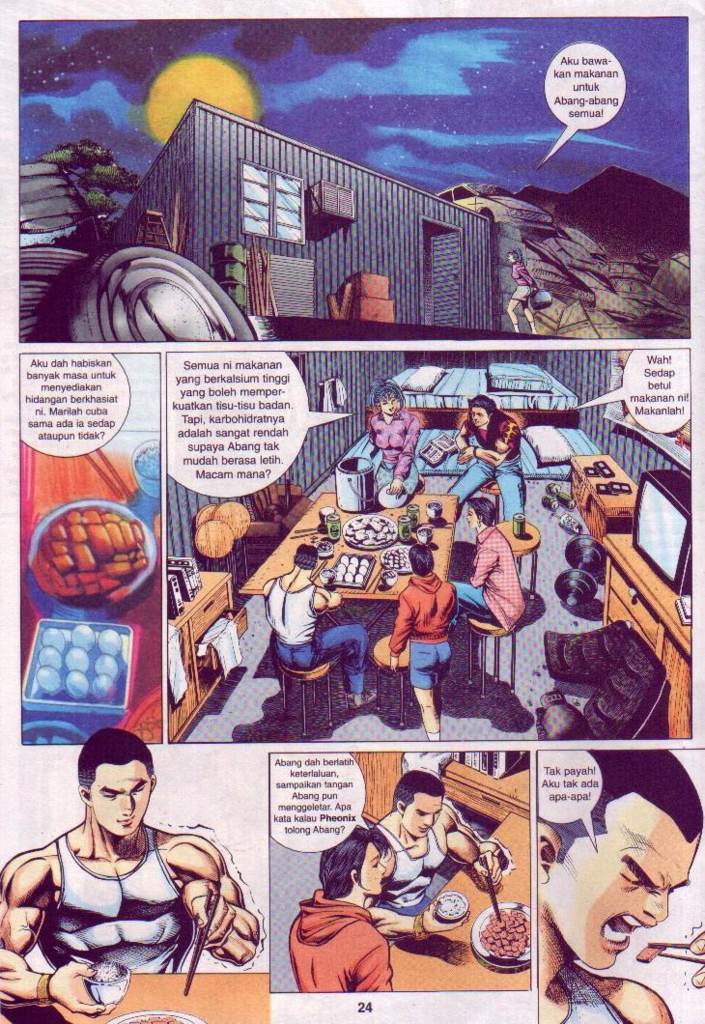 Aku bawa-
kan makanan
untuk
Abang-abang
semua!
Aku dah habiskan
banyak masa untuk
menyediakan
hidangan berkhasiat
ni. Marilah cuba
sama ada ia sedap
ataupun tidak?
Semua ni makanan
yang berkalsium tinggi
yang boleh memper-
kuatkan tisu-tisu badan.
Tapi, karbohidratnya
adalah sangat rendah
supaya Abang tak
mudah berasa letih.
Macam mana?
Wah!
Sedap
betul
makanan ni!
Makanlah!
Abang dah berlatih
keterlaluan,
sampaikan tangan
Abang pun
menggeletar. Apa
kata kalau Pheonix
tolong Abang?
Tak payah!
Aku tak ada
apa-apa!
24